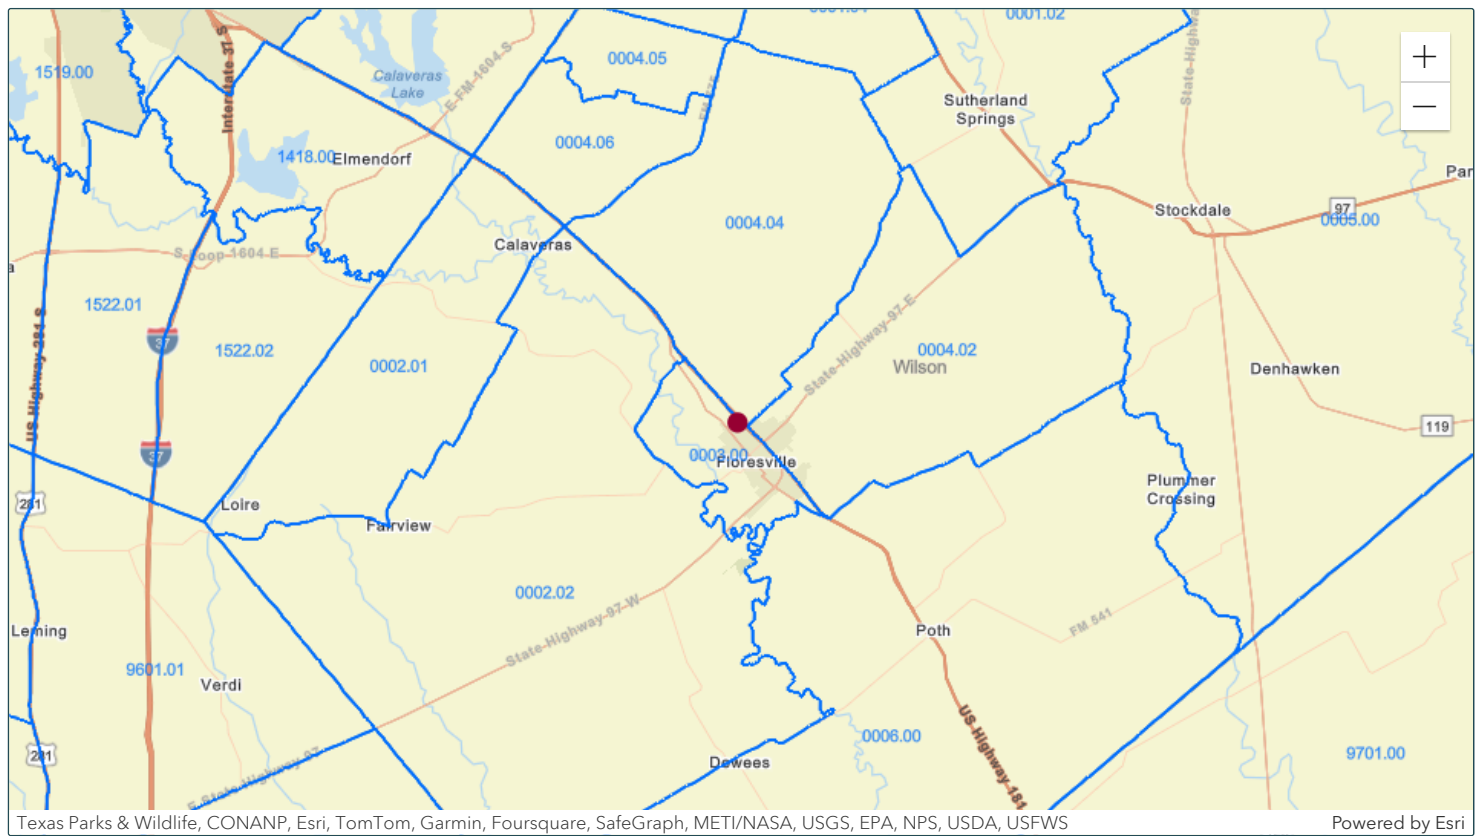 0001.02
1519.00
0004.05
Calaveras
Lake
E-FM-1604-S
Interstate 37 S
State-Highway
Sutherland
Springs
0004.06
1418.00
Elmendorf
Par
97
Stockdale
0005.00
0004.04
Calaveras
S-Loop 1604 E
a
1522.01
US Highway 281 S
37
1522.02
0002.01
State-Highway-97-E
0004.02
Wilson
Denhawken
119
37
0003.00
Floresville
Plummer
Crossing
281
Loire
Fairview
0002.02
State-Highway-97-W
FM 541
Leming
Poth
9601.01
Verdi
US Highway 181
0006.00
281
E-State-Highway-97
Dewees
9701.00
+
−
Texas Parks & Wildlife, CONANP, Esri, TomTom, Garmin, Foursquare, SafeGraph, METI/NASA, USGS, EPA, NPS, USDA, USFWS
Powered by Esri